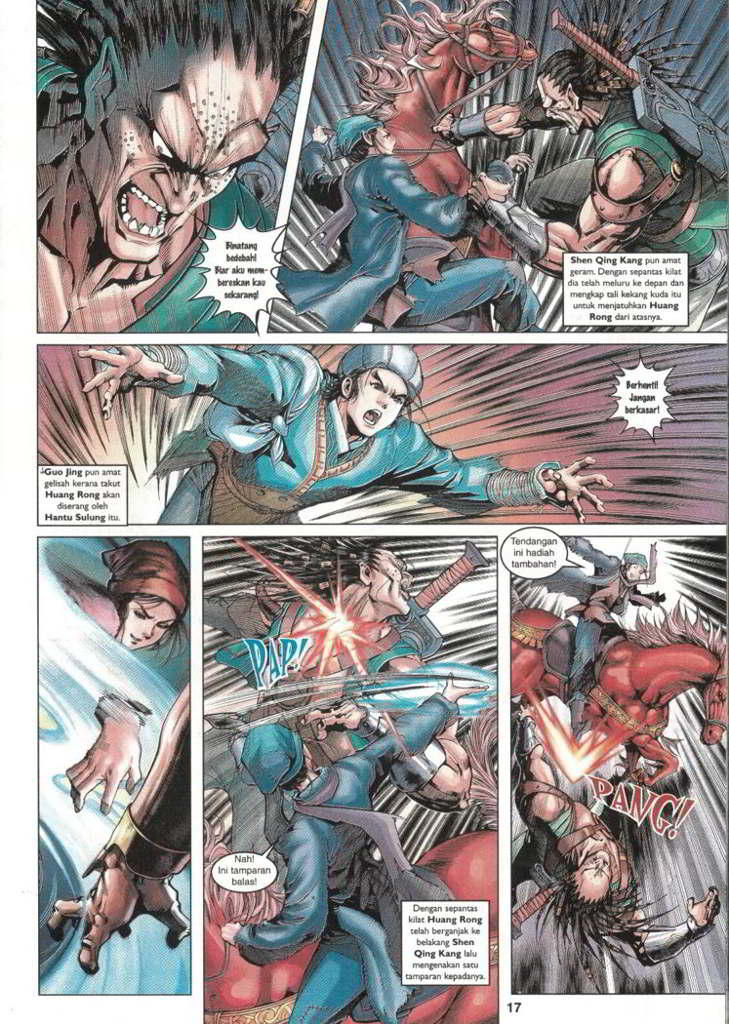 Binatang
bedebah!
Biar aku mem-
bereskan kau
sekarang!
Shen Qing Kang pun amat
geram. Dengan sepantas kilat
dia telah meluru ke depan dan
mengkap tali kekang kuda itu
untuk menjatuhkan Huang
Rong dari atasnya.
Berhenti!
Jangan
berkasar!
Guo Jing pun amat
gelisah kerana takut
Huang Rong akan
diserang oleh
Hantu Sulung itu.
PAP!
Nah!
Ini tamparan
balas!
Dengan sepantas
kilat Huang Rong
telah berganjak ke
belakang Shen
Qing Kang lalu
mengenakan satu
tamparan kepadanya.
Tendangan
ini hadiah
tambahan!
PANG!
17